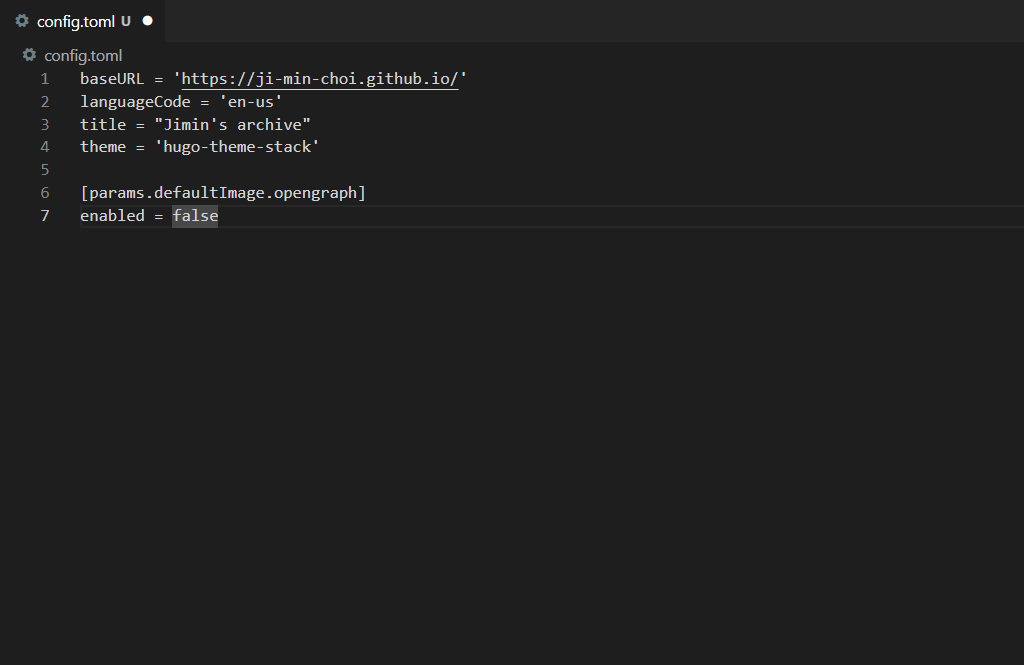 config.toml U
config.toml
1 baseURL = 'https://ji-min-choi.github.io/'
2 languageCode = 'en-us'
3 title = "Jimin's archive"
4 theme = 'hugo-theme-stack'
5
6 [params.defaultImage.opengraph]
7 enabled = false